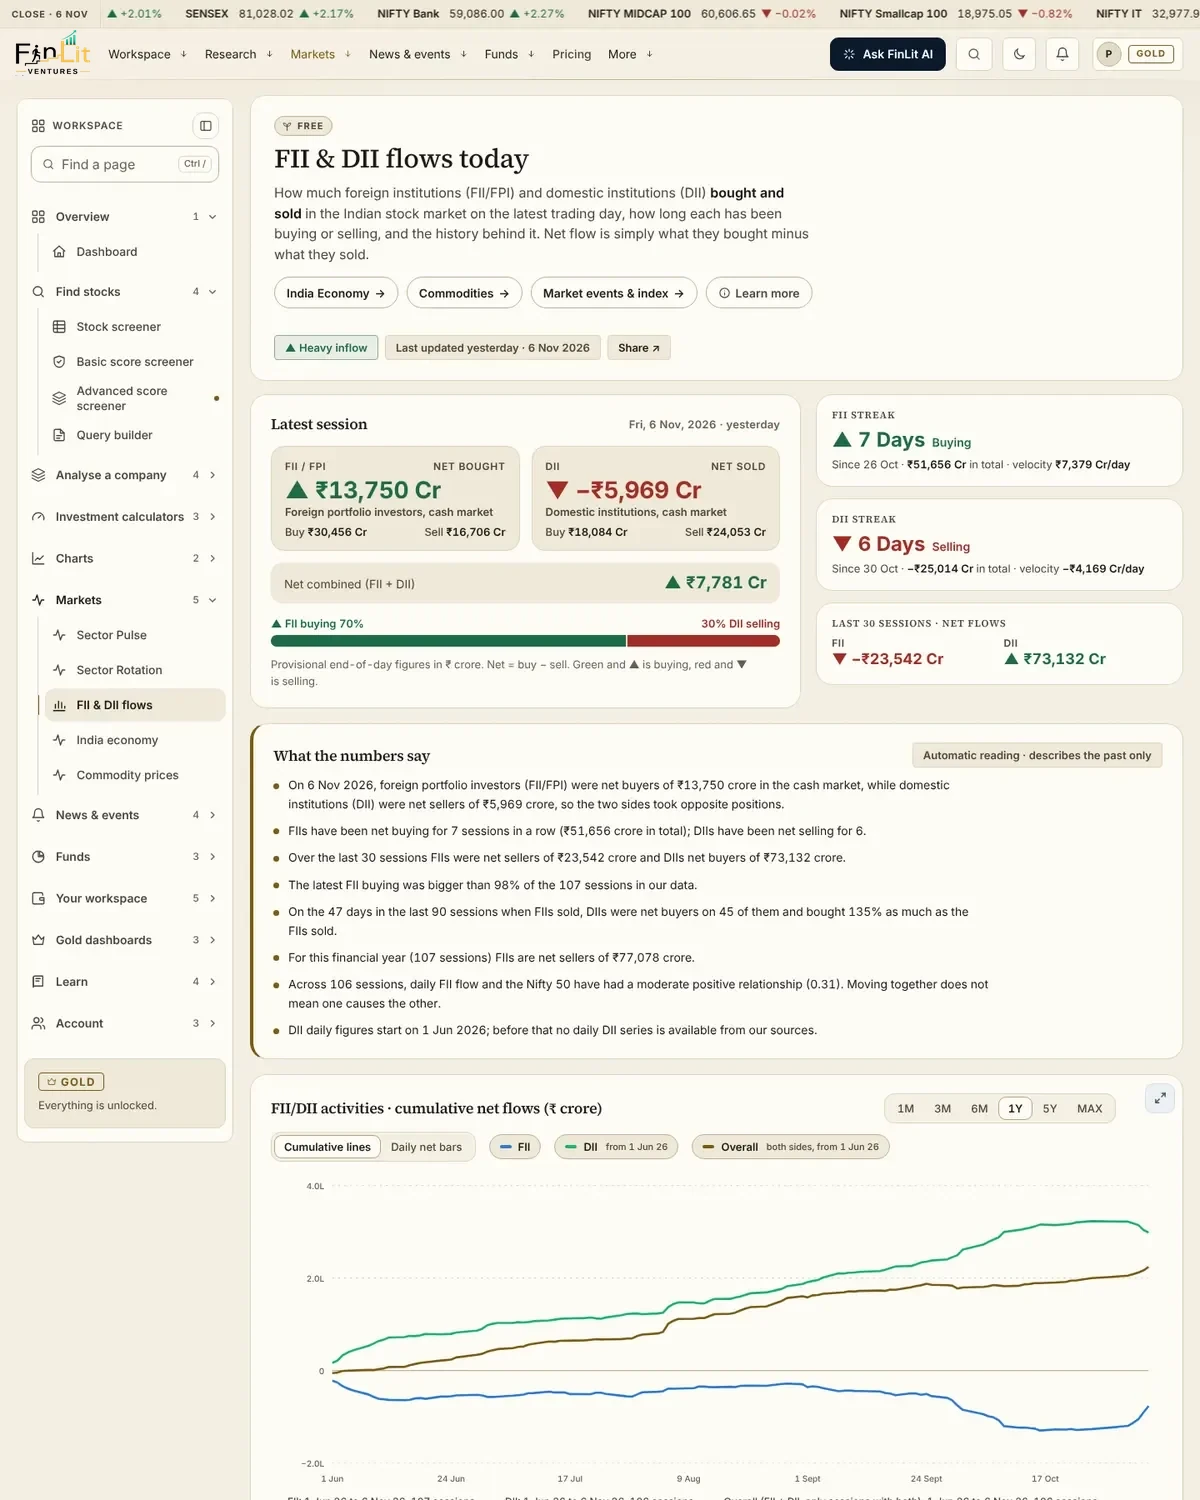 CLOSE · 6 NOV ▲ +2.01% SENSEX 81,028.02 ▲ +2.17% NIFTY Bank 59,086.00 ▲ +2.27% NIFTY MIDCAP 100 60,606.65 ▼ −0.02% NIFTY Smallcap 100 18,975.05 ▼ −0.82% NIFTY IT 32,977.9
FinLit
VENTURES
Workspace ↓ Research ↓ Markets ↓ News & events ↓ Funds ↓ Pricing More ↓ Ask FinLit AI P GOLD
WORKSPACE
Find a page Ctrl /
Overview 1
Dashboard
Find stocks 4
Stock screener
Basic score screener
Advanced score
screener
Query builder
Analyse a company 4
Investment calculators 3
Charts 2
Markets 5
Sector Pulse
Sector Rotation
FII & DII flows
India economy
Commodity prices
News & events 4
Funds 3
Your workspace 5
Gold dashboards 3
Learn 4
Account 3
GOLD
Everything is unlocked.
FREE
FII & DII flows today
How much foreign institutions (FII/FPI) and domestic institutions (DII) bought and
sold in the Indian stock market on the latest trading day, how long each has been
buying or selling, and the history behind it. Net flow is simply what they bought minus
what they sold.
India Economy → Commodities → Market events & index → Learn more
▲ Heavy inflow Last updated yesterday · 6 Nov 2026 Share ↗
Latest session Fri, 6 Nov, 2026 · yesterday
FII / FPI NET BOUGHT
▲ ₹13,750 Cr
Foreign portfolio investors, cash market
Buy ₹30,456 Cr Sell ₹16,706 Cr
DII NET SOLD
▼ −₹5,969 Cr
Domestic institutions, cash market
Buy ₹18,084 Cr Sell ₹24,053 Cr
Net combined (FII + DII) ▲ ₹7,781 Cr
▲ FII buying 70% 30% DII selling
Provisional end-of-day figures in ₹ crore. Net = buy − sell. Green and ▲ is buying, red and ▼
is selling.
FII STREAK
▲ 7 Days Buying
Since 26 Oct · ₹51,656 Cr in total · velocity ₹7,379 Cr/day
DII STREAK
▼ 6 Days Selling
Since 30 Oct · −₹25,014 Cr in total · velocity −₹4,169 Cr/day
LAST 30 SESSIONS · NET FLOWS
FII DII
▼ −₹23,542 Cr ▲ ₹73,132 Cr
What the numbers say Automatic reading · describes the past only
On 6 Nov 2026, foreign portfolio investors (FII/FPI) were net buyers of ₹13,750 crore in the cash market, while domestic
institutions (DII) were net sellers of ₹5,969 crore, so the two sides took opposite positions.
FIIs have been net buying for 7 sessions in a row (₹51,656 crore in total); DIIs have been net selling for 6.
Over the last 30 sessions FIIs were net sellers of ₹23,542 crore and DIIs net buyers of ₹73,132 crore.
The latest FII buying was bigger than 98% of the 107 sessions in our data.
On the 47 days in the last 90 sessions when FIIs sold, DIIs were net buyers on 45 of them and bought 135% as much as the
FIIs sold.
For this financial year (107 sessions) FIIs are net sellers of ₹77,078 crore.
Across 106 sessions, daily FII flow and the Nifty 50 have had a moderate positive relationship (0.31). Moving together does not
mean one causes the other.
DII daily figures start on 1 Jun 2026; before that no daily DII series is available from our sources.
FII/DII activities · cumulative net flows (₹ crore) 1M 3M 6M 1Y 5Y MAX
Cumulative lines Daily net bars FII DII from 1 Jun 26 Overall both sides, from 1 Jun 26
4.0L
2.0L
0
−2.0L
1 Jun 24 Jun 17 Jul 9 Aug 1 Sept 24 Sept 17 Oct